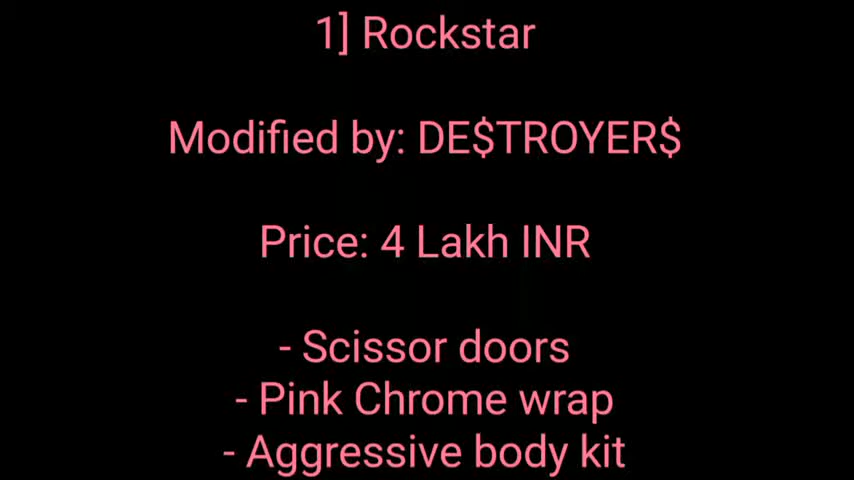 1] Rockstar
Modified by: DE$TROYER$
Price: 4 Lakh INR
- Scissor doors
- Pink Chrome wrap
- Aggressive body kit